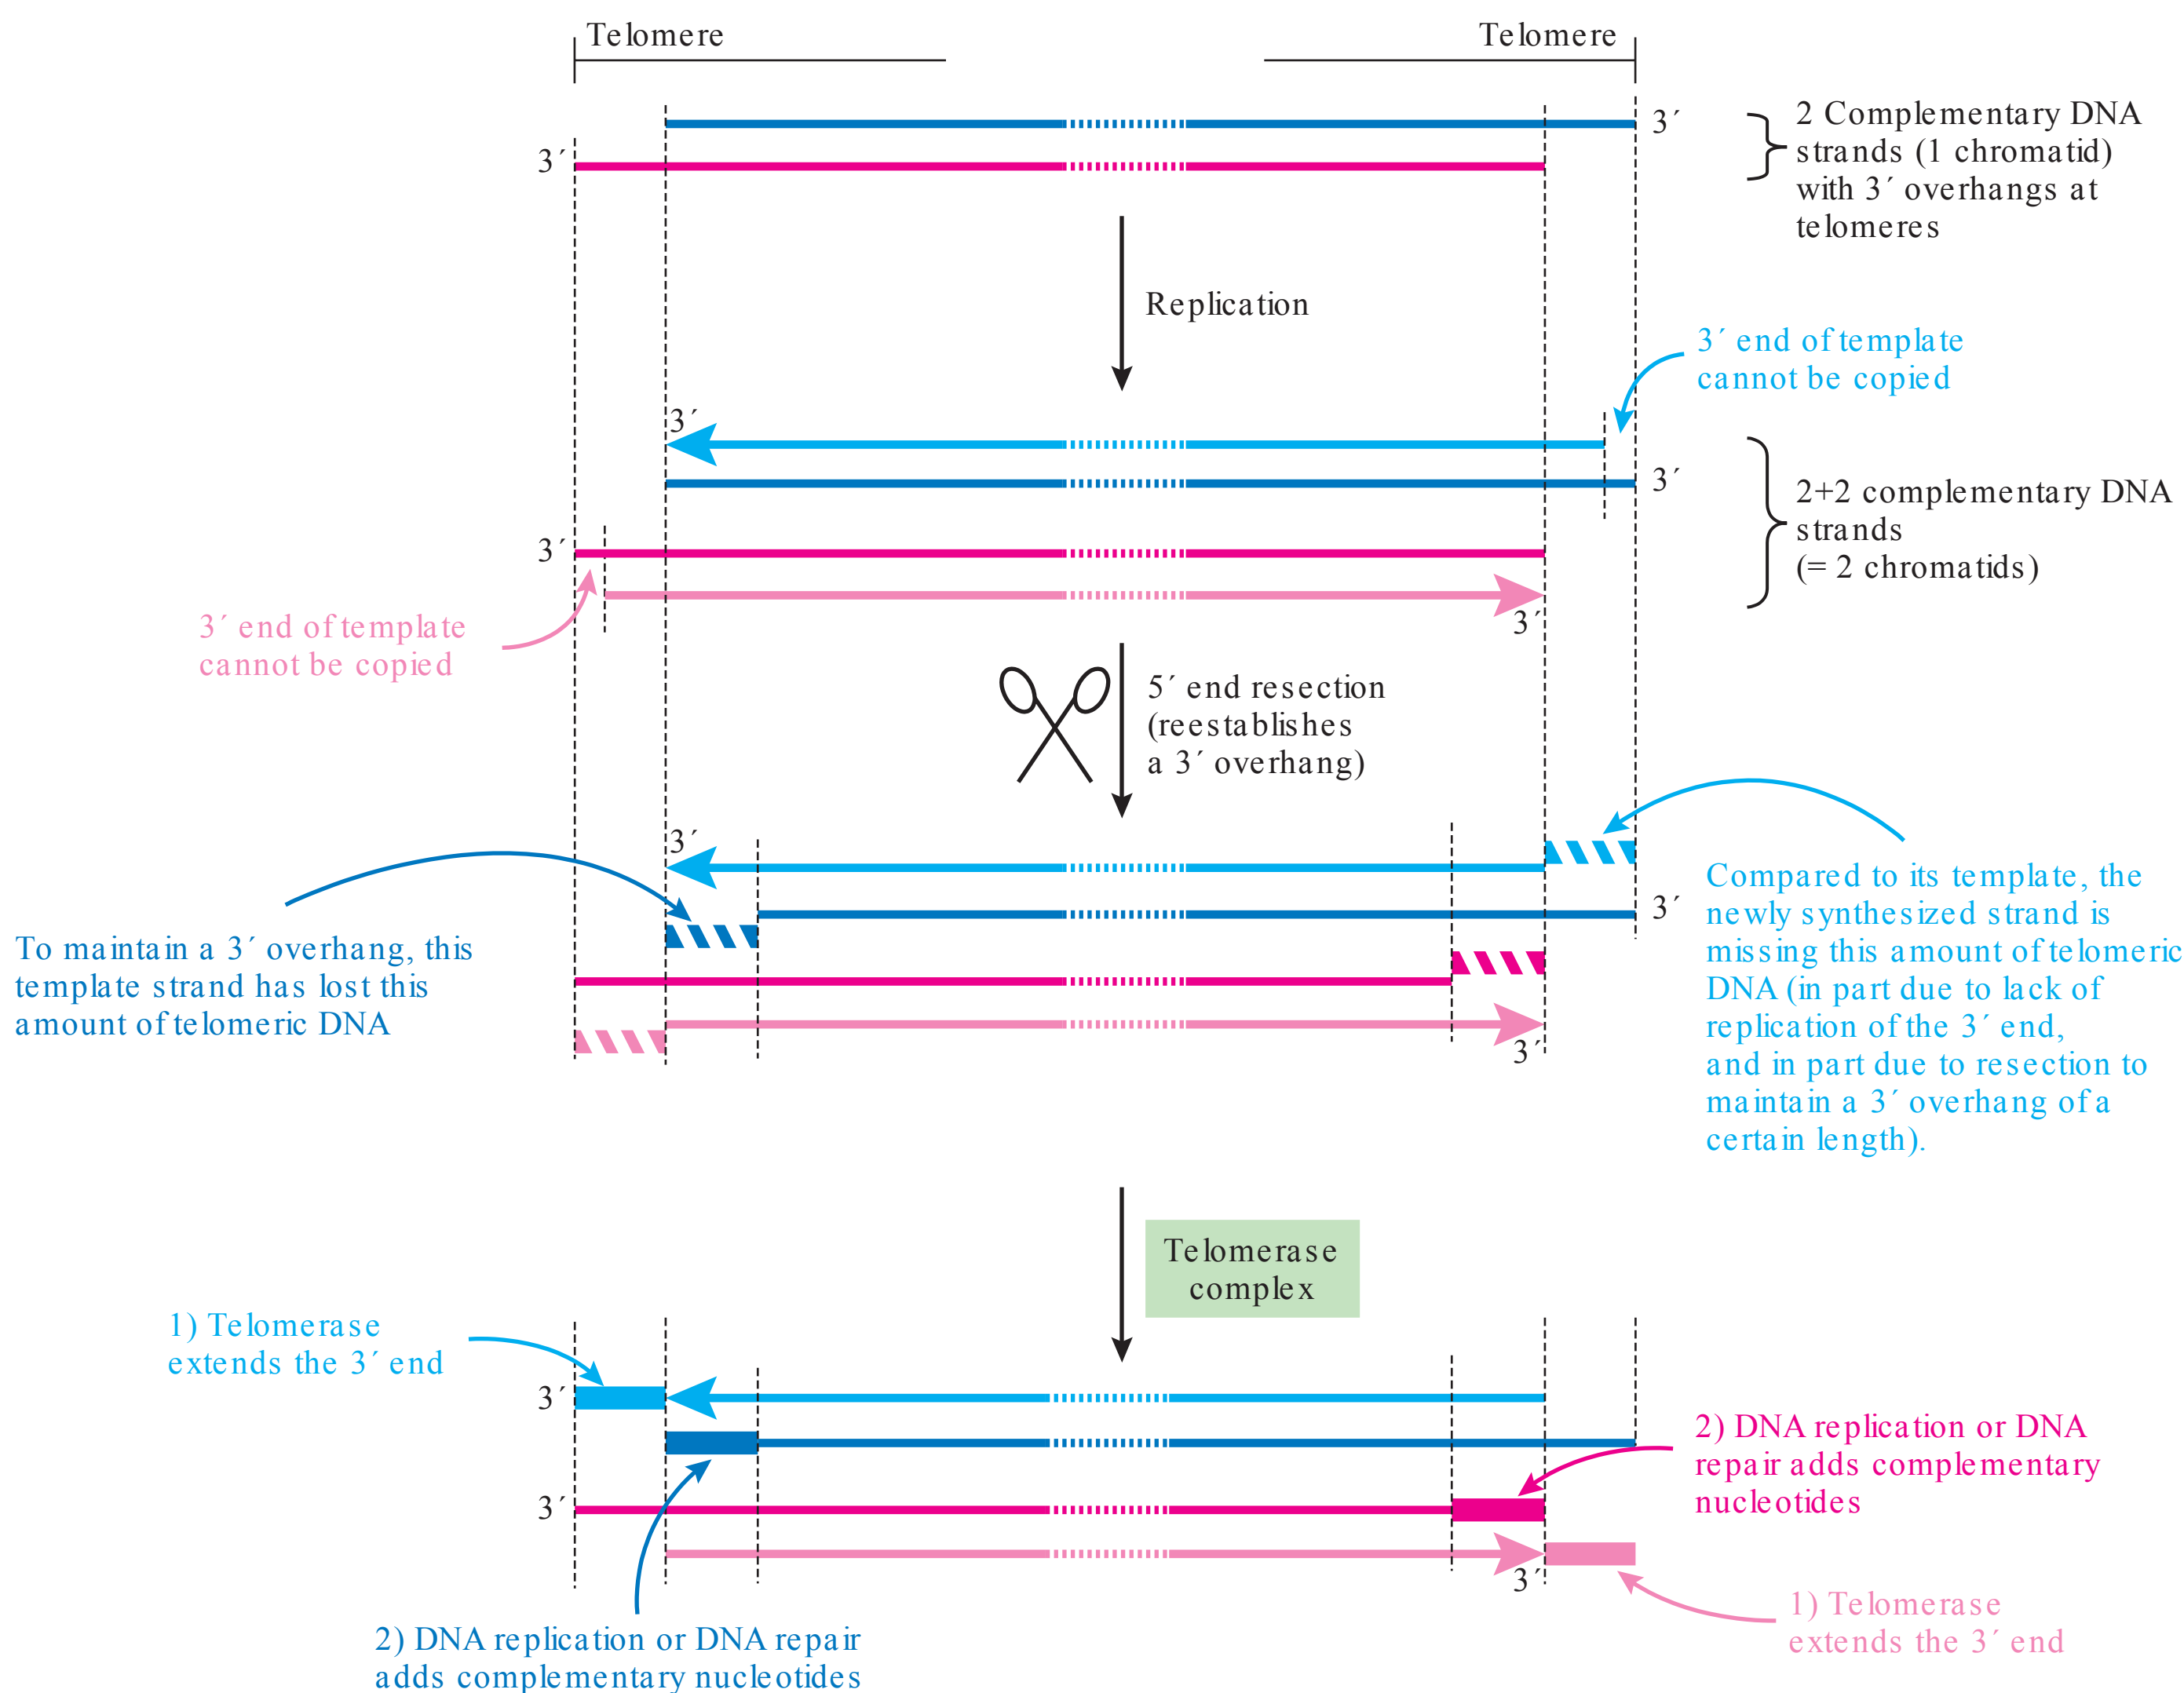 Telomere
Telomere
3´
3´
2 Complementary DNA
strands (1 chromatid)
with 3´ overhangs at
telomeres
Replication
3´ end of template
cannot be copied
3´
3´
3´
2+2 complementary DNA
strands
(= 2 chromatids)
3´ end of template
cannot be copied
3´
5´ end resection
(reestablishes
a 3´ overhang)
3´
3´
To maintain a 3´ overhang, this
template strand has lost this
amount of telomeric DNA
Compared to its template, the
newly synthesized strand is
missing this amount of telomeric
DNA (in part due to lack of
replication of the 3´ end,
and in part due to resection to
maintain a 3´ overhang of a
certain length).
3´
Telomerase
complex
1) Telomerase
extends the 3´ end
3´
3´
2) DNA replication or DNA
repair adds complementary
nucleotides
3´
2) DNA replication or DNA repair
adds complementary nucleotides
1) Telomerase
extends the 3´ end